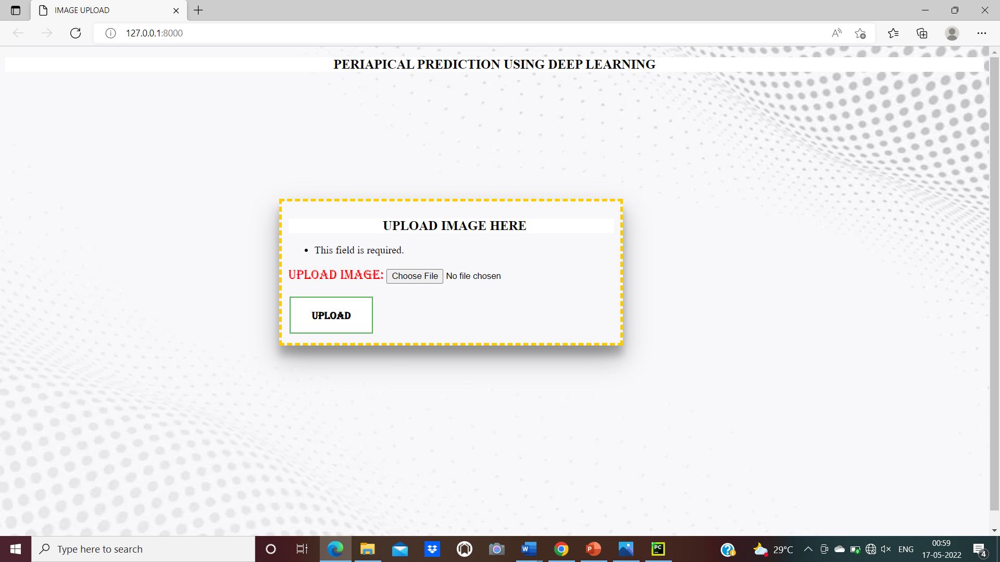 IMAGE UPLOAD
127.0.0.1:8000
PERIAPICAL PREDICTION USING DEEP LEARNING
UPLOAD IMAGE HERE
• This field is required.
UPLOAD IMAGE: Choose File No file chosen
UPLOAD
Type here to search
29°C
ENG
00:59
17-05-2022
4